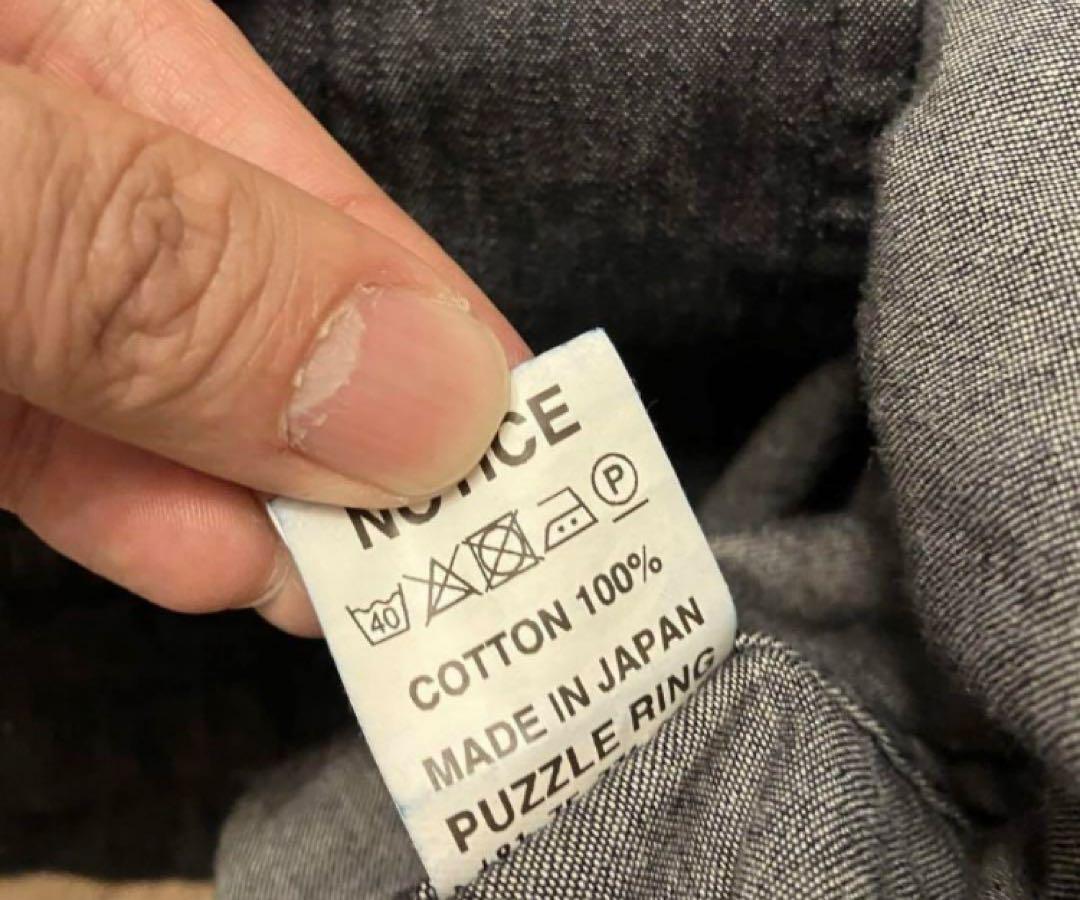 NOTICE
40 P
COTTON 100%
MADE IN JAPAN
PUZZLE RING